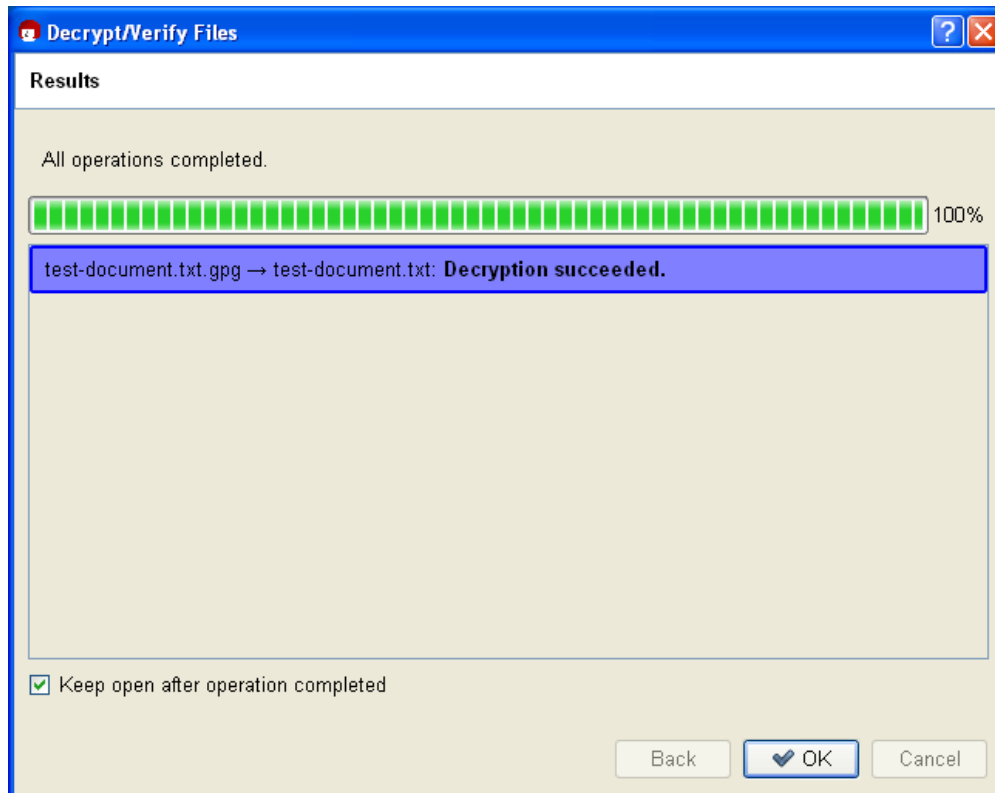 Decrypt/Verify Files
Results
All operations completed.
100%
test-document.txt.gpg → test-document.txt: Decryption succeeded.
Keep open after operation completed
Back OK Cancel